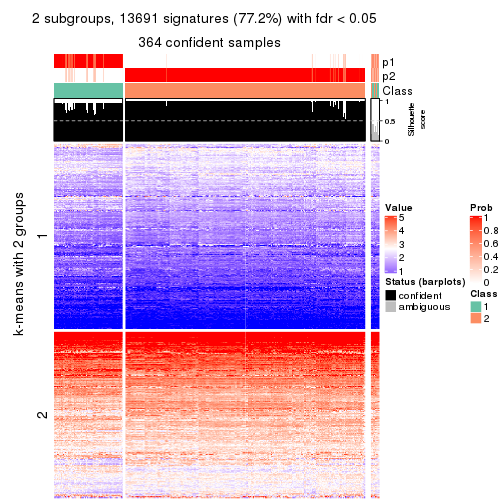 2 subgroups, 13691 signatures (77.2%) with fdr < 0.05
364 confident samples
p1
p2
Class
1
0.5
0
Silhouette
score
k-means with 2 groups
1
2
Value
5
4
3
2
1
Prob
1
0.8
0.6
0.4
0.2
0
Status (barplots)
confident
ambiguous
Class
1
2